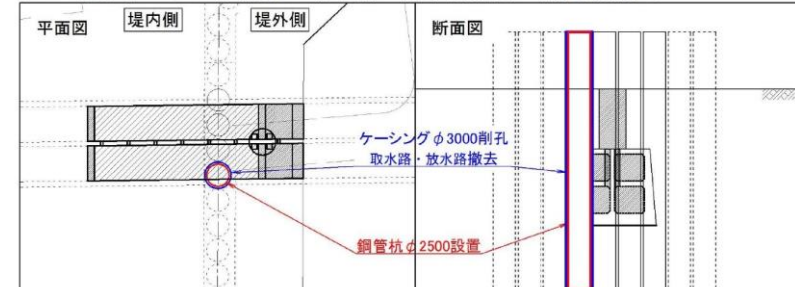 平面図
堤内側
堤外側
断面図
ケーシングφ3000削孔
取水路・放水路撤去
鋼管杭φ2500設置